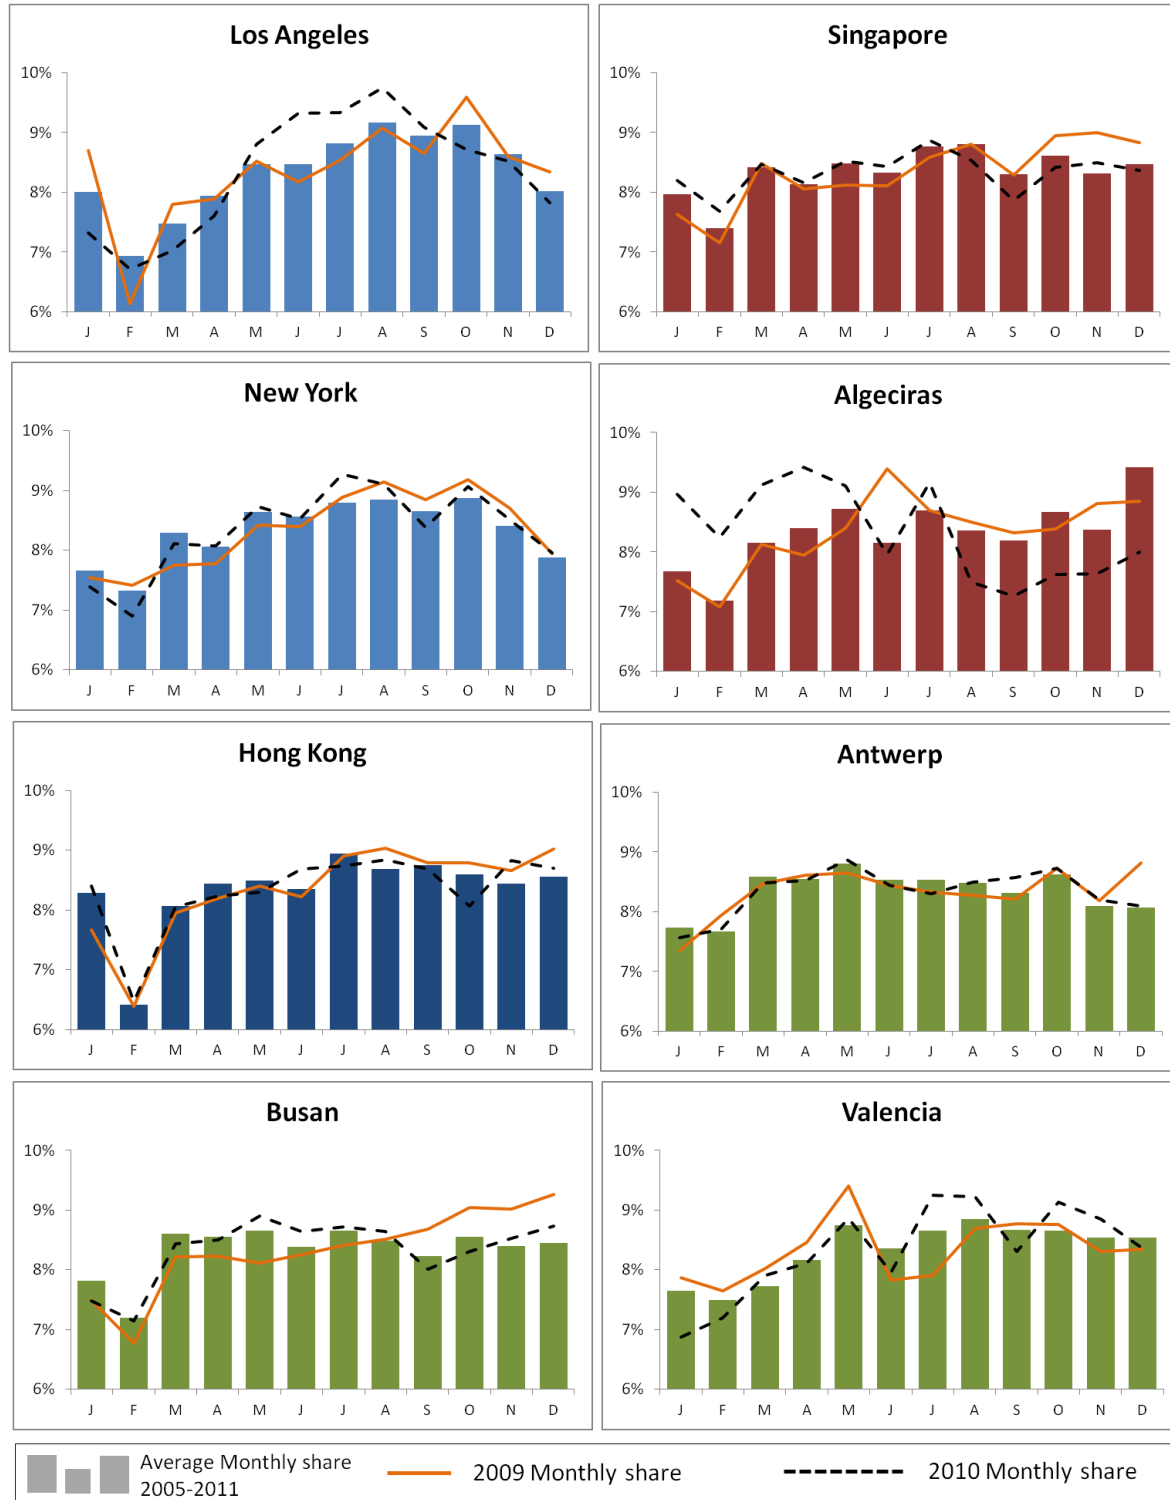 Los Angeles
10%
9%
8%
7%
6%
J F M A M J J A S O N D
Singapore
10%
9%
8%
7%
6%
J F M A M J J A S O N D
New York
10%
9%
8%
7%
6%
J F M A M J J A S O N D
Algeciras
10%
9%
8%
7%
6%
J F M A M J J A S O N D
Hong Kong
10%
9%
8%
7%
6%
J F M A M J J A S O N D
Antwerp
10%
9%
8%
7%
6%
J F M A M J J A S O N D
Busan
10%
9%
8%
7%
6%
J F M A M J J A S O N D
Valencia
10%
9%
8%
7%
6%
J F M A M J J A S O N D
Average Monthly share
2005-2011
2009 Monthly share
2010 Monthly share